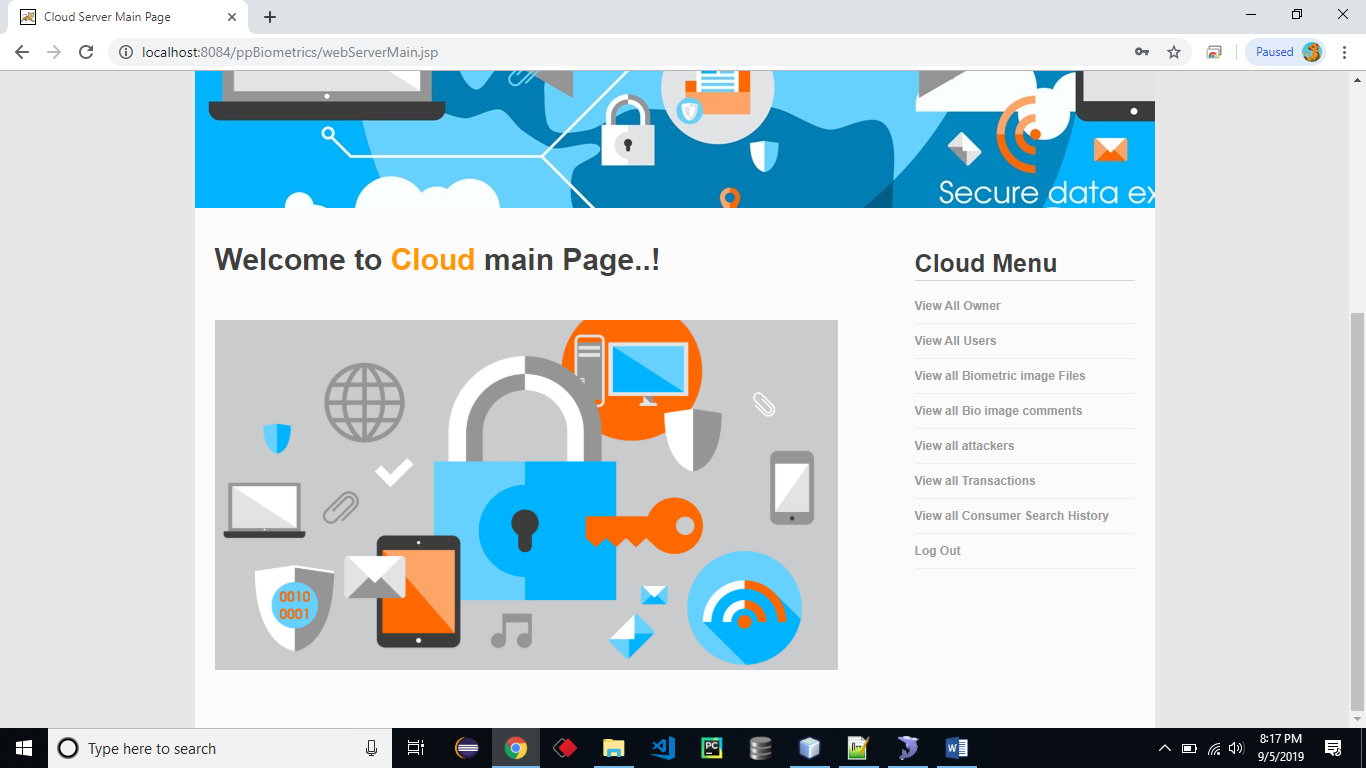 Cloud Server Main Page
localhost:8084/ppBiometrics/webServerMain.jsp
Paused
Secure data ex
Welcome to Cloud main Page..!
Cloud Menu
View All Owner
View All Users
View all Biometric image Files
View all Bio image comments
View all attackers
View all Transactions
View all Consumer Search History
Log Out
0010
0001
Type here to search
PC
8:17 PM
9/5/2019